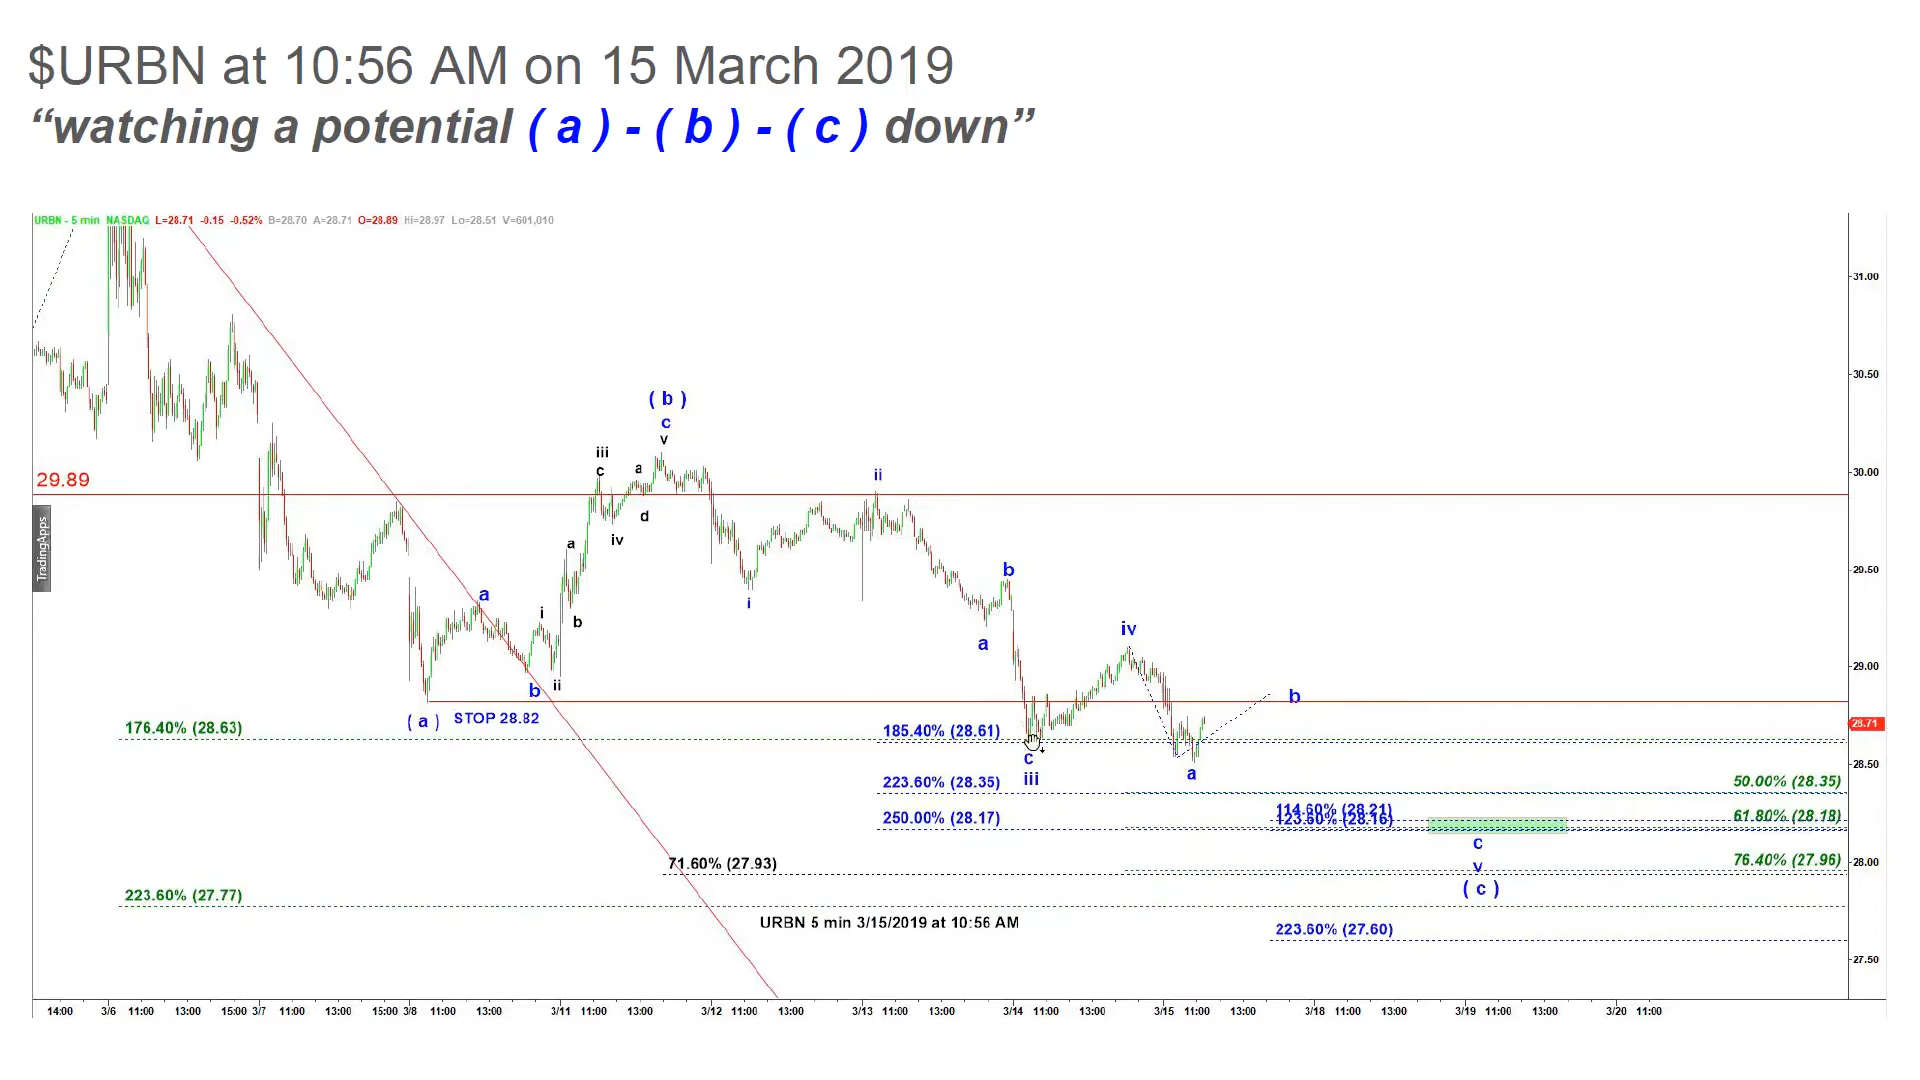 $URBN at 10:56 AM on 15 March 2019
“watching a potential ( a ) - ( b ) - ( c ) down”
URBN - 5 min NASDAQ L=28.71 -0.15 -0.52% B=28.70 A=28.71 O=28.89 Hi=28.97 Lo=28.51 V=601,010
31.00
30.50
( b )
c
v
iii
c
a
30.00
ii
29.89
d
TradingApps
iv
a
29.50
b
a
i
i
b
iv
a
29.00
b
ii
b
( a )
STOP 28.82
28.71
176.40% (28.63)
185.40% (28.61)
c
iii
a
28.50
223.60% (28.35)
50.00% (28.35)
114.60% (28.21)
250.00% (28.17)
123.60% (28.16)
61.80% (28.18)
c
71.60% (27.93)
28.00
76.40% (27.96)
v
( c )
223.60% (27.77)
URBN 5 min 3/15/2019 at 10:56 AM
223.60% (27.60)
27.50
14:00 3/6 11:00 13:00 15:00 3/7 11:00 13:00 15:00 3/8 11:00 13:00 3/11 11:00 13:00 3/12 11:00 13:00 3/13 11:00 13:00 3/14 11:00 13:00 3/15 11:00 13:00 3/18 11:00 13:00 3/19 11:00 13:00 3/20 11:00